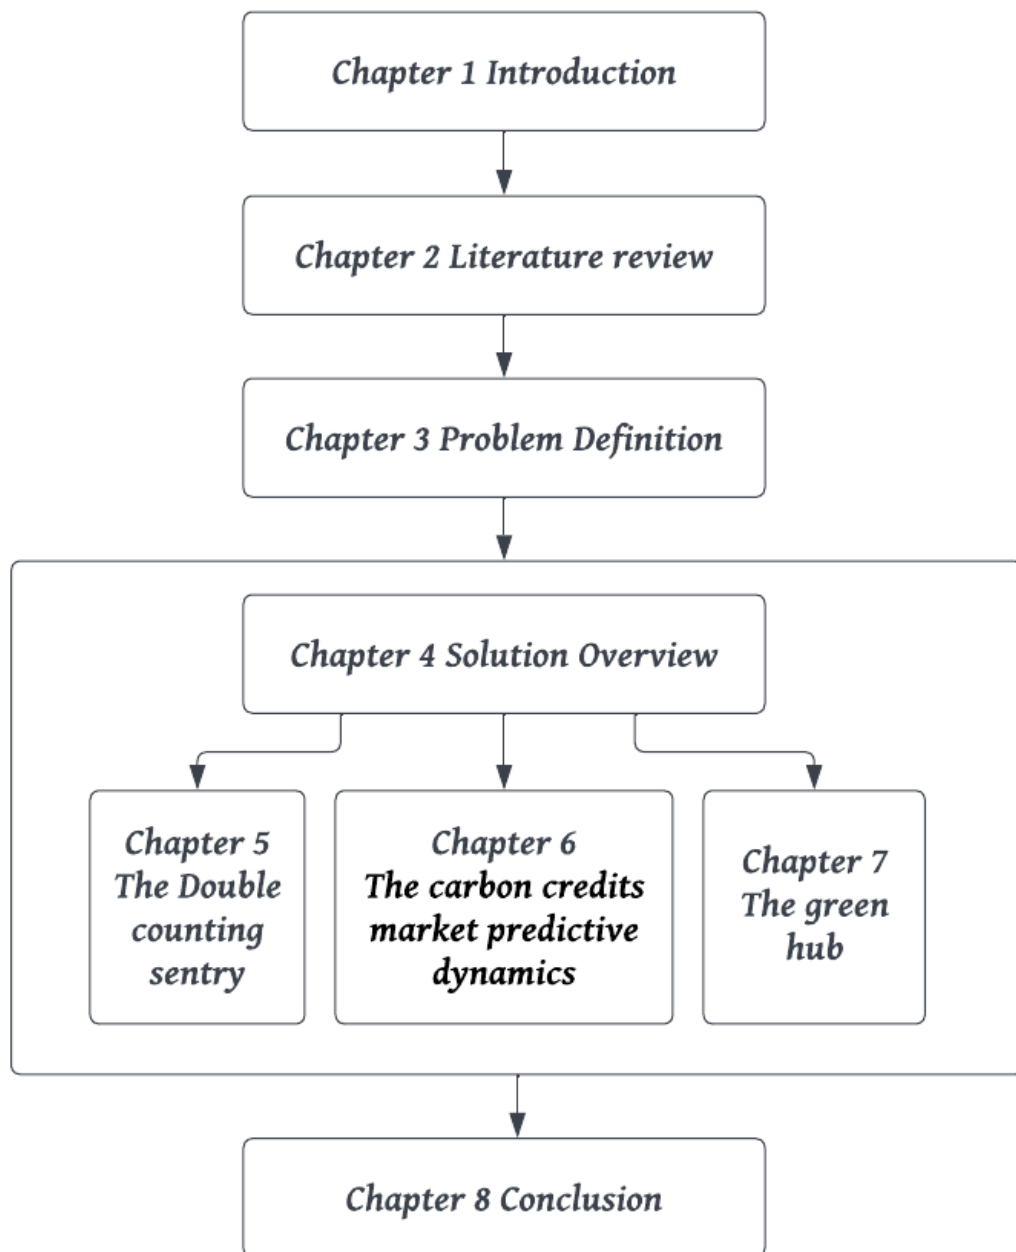 Chapter 1 Introduction
Chapter 2 Literature review
Chapter 3 Problem Definition
Chapter 4 Solution Overview
Chapter 5
The Double
counting
sentry
Chapter 6
The carbon credits
market predictive
dynamics
Chapter 7
The green
hub
Chapter 8 Conclusion